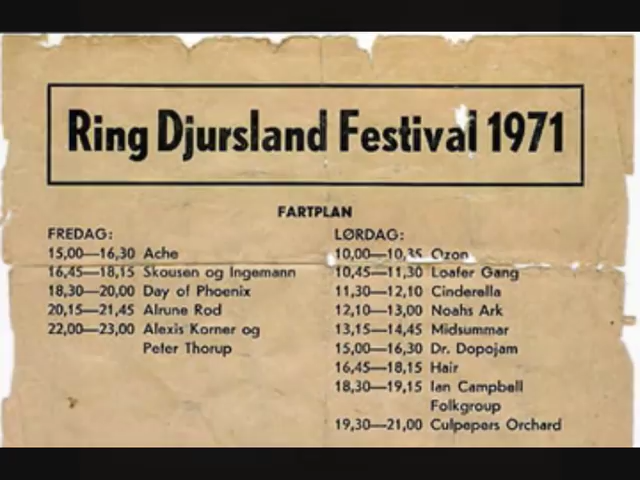 Ring Djursland Festival 1971
FARTPLAN
FREDAG:
15,00—16,30 Ache
16,45—18,15 Skousen og Ingemann
18,30—20,00 Day of Phoenix
20,15—21,45 Alrune Rod
22,00—23,00 Alexis Korner og
Peter Thorup
LØRDAG:
10,00—10,35 Ozon
10,45—11,30 Loafer Gang
11,30—12,10 Cinderella
12,10—13,00 Noahs Ark
13,15—14,45 Midsummar
15,00—16,30 Dr. Dopojam
16,45—18,15 Hair
18,30—19,15 Ian Campbell
Folkgroup
19,30—21,00 Culpepers Orchard